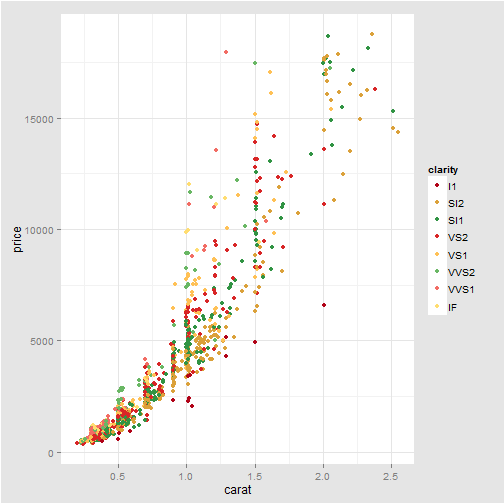 15000
10000
5000
0
price
0.5 1.0 1.5 2.0 2.5
carat
clarity
I1
SI2
SI1
VS2
VS1
VVS2
VVS1
IF